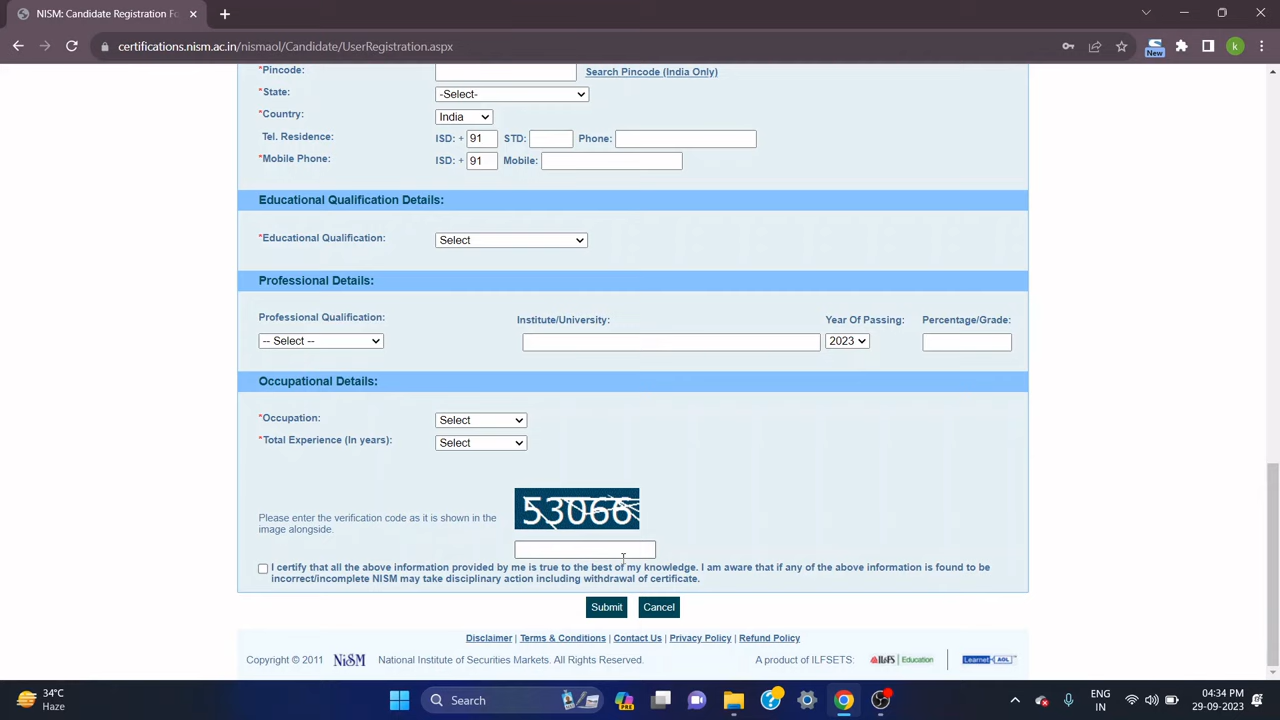 NISM: Candidate Registration Fo
certifications.nism.ac.in/nismaol/Candidate/UserRegistration.aspx
New
k
*Pincode:
Search Pincode (India Only)
*State: -Select-
*Country: India
Tel. Residence: ISD: + 91 STD: Phone:
*Mobile Phone: ISD: + 91 Mobile:
Educational Qualification Details:
*Educational Qualification: Select
Professional Details:
Professional Qualification: Institute/University: Year Of Passing: Percentage/Grade:
-- Select -- 2023
Occupational Details:
*Occupation: Select
*Total Experience (In years): Select
53066
Please enter the verification code as it is shown in the
image alongside.
I certify that all the above information provided by me is true to the best of my knowledge. I am aware that if any of the above information is found to be
incorrect/incomplete NISM may take disciplinary action including withdrawal of certificate.
Submit Cancel
Disclaimer | Terms & Conditions | Contact Us | Privacy Policy | Refund Policy
Copyright © 2011 NiSM National Institute of Securities Markets. All Rights Reserved. A product of ILFSETS: IL&FS Education
34°C
Haze
Search
PRE
ENG
IN
04:34 PM
29-09-2023